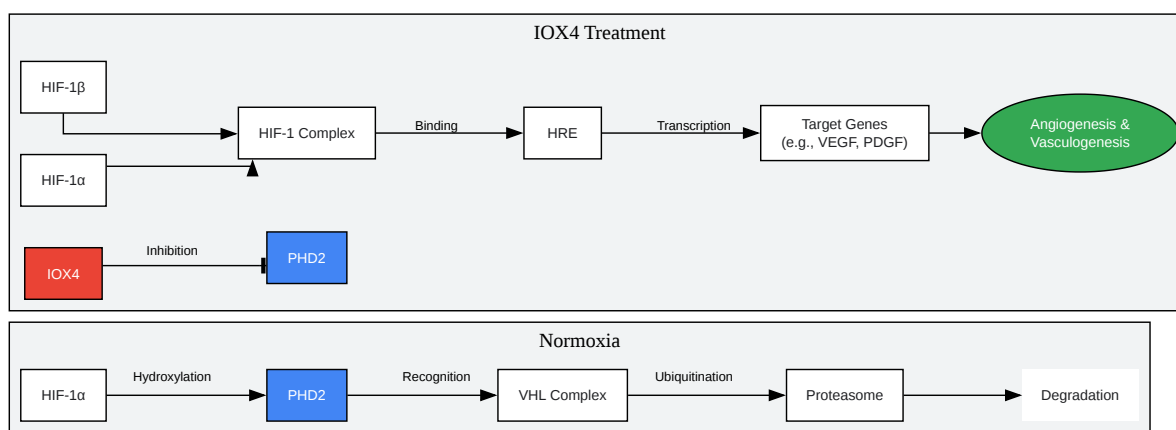 IOX4 Treatment
HIF-1β
HIF-1α
HIF-1 Complex
Binding
HRE
Transcription
Target Genes
(e.g., VEGF, PDGF)
Angiogenesis &
Vasculogenesis
IOX4
Inhibition
PHD2
Normoxia
HIF-1α
Hydroxylation
PHD2
Recognition
VHL Complex
Ubiquitination
Proteasome
Degradation